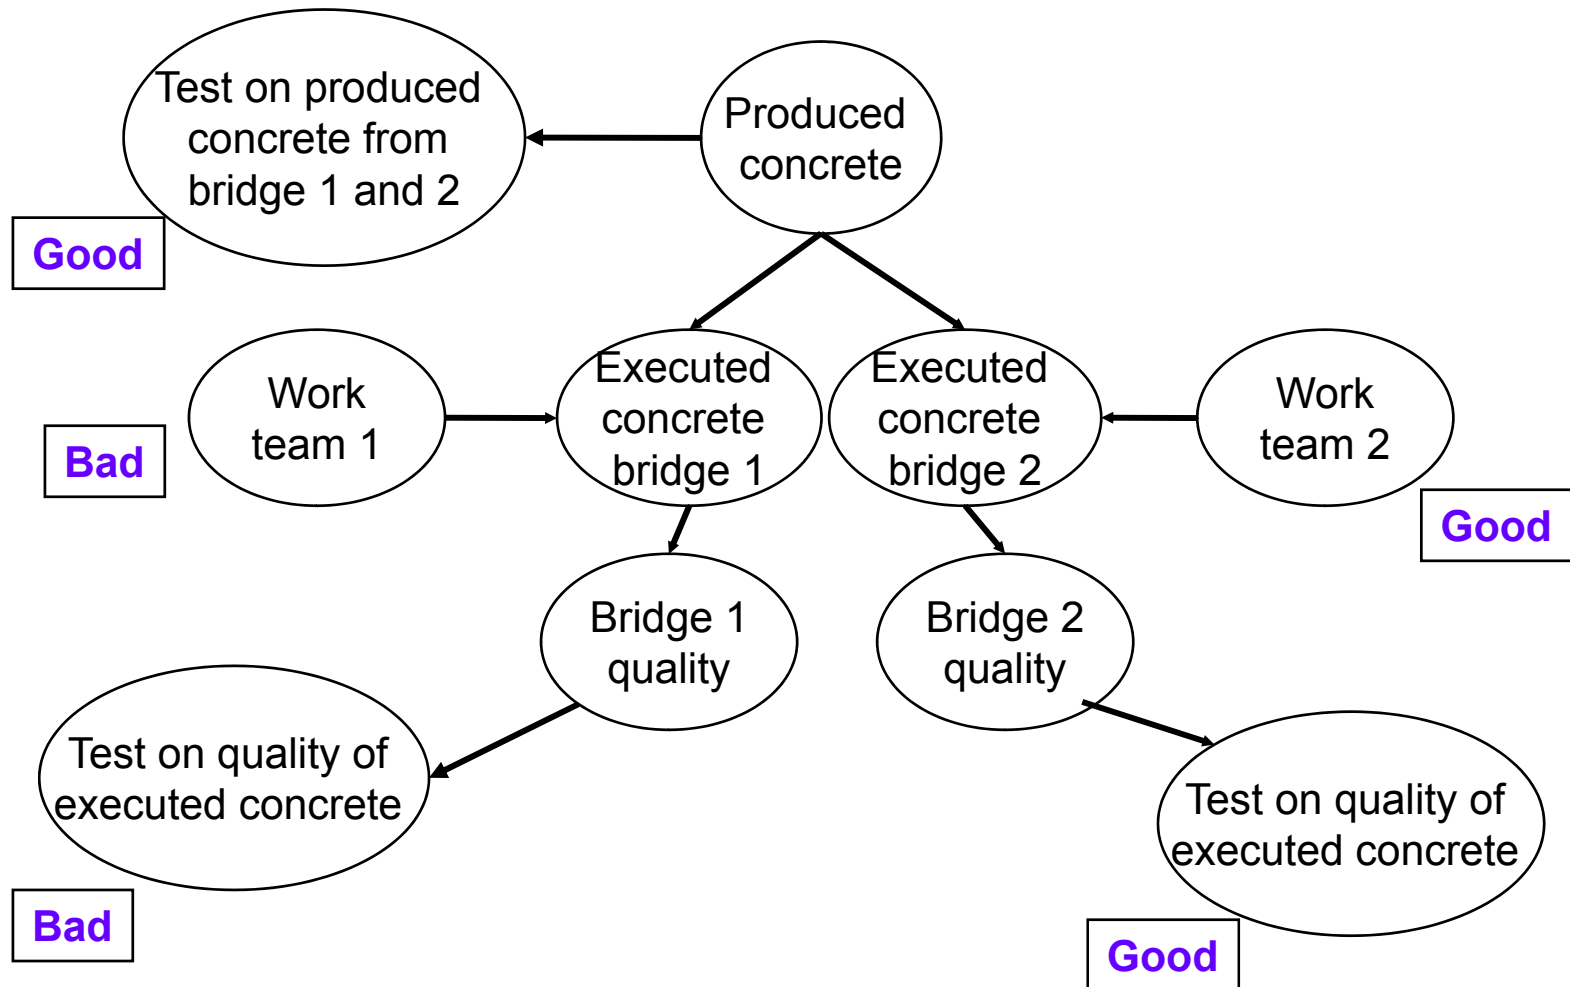 Test on produced
concrete from
bridge 1 and 2
Produced
concrete
Good
Work
team 1
Bad
Executed
concrete
bridge 1
Executed
concrete
bridge 2
Work
team 2
Good
Bridge 1
quality
Bridge 2
quality
Test on quality of
executed concrete
Bad
Test on quality of
executed concrete
Good